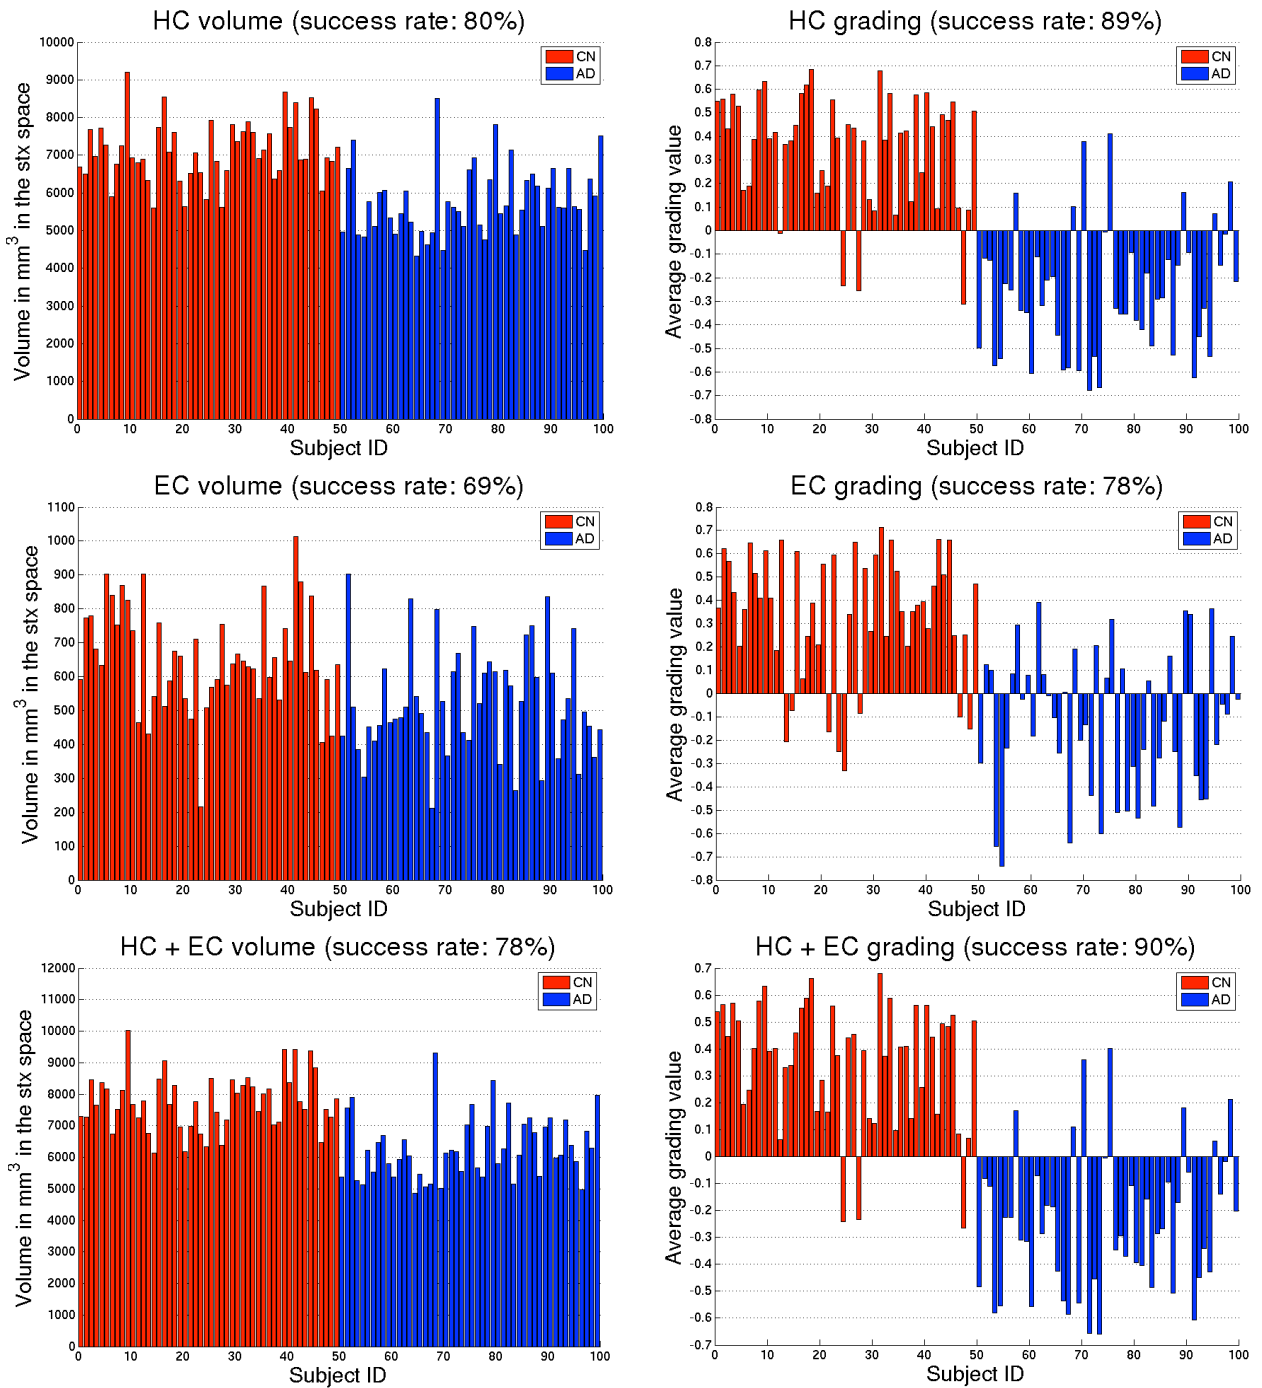 HC volume (success rate: 80%)
10000
9000
8000
7000
6000
5000
4000
3000
2000
1000
0
Volume in mm³ in the stx space
CN
AD
0 10 20 30 40 50 60 70 80 90 100
Subject ID
HC grading (success rate: 89%)
0.8
0.7
0.6
0.5
0.4
0.3
0.2
0.1
0
-0.1
-0.2
-0.3
-0.4
-0.5
-0.6
-0.7
-0.8
Average grading value
CN
AD
0 10 20 30 40 50 60 70 80 90 100
Subject ID
EC volume (success rate: 69%)
1100
1000
900
800
700
600
500
400
300
200
100
0
Volume in mm³ in the stx space
CN
AD
0 10 20 30 40 50 60 70 80 90 100
Subject ID
EC grading (success rate: 78%)
0.8
0.7
0.6
0.5
0.4
0.3
0.2
0.1
0
-0.1
-0.2
-0.3
-0.4
-0.5
-0.6
-0.7
-0.8
Average grading value
CN
AD
0 10 20 30 40 50 60 70 80 90 100
Subject ID
HC + EC volume (success rate: 78%)
12000
11000
10000
9000
8000
7000
6000
5000
4000
3000
2000
1000
0
Volume in mm³ in the stx space
CN
AD
0 10 20 30 40 50 60 70 80 90 100
Subject ID
HC + EC grading (success rate: 90%)
0.7
0.6
0.5
0.4
0.3
0.2
0.1
0
-0.1
-0.2
-0.3
-0.4
-0.5
-0.6
-0.7
Average grading value
CN
AD
0 10 20 30 40 50 60 70 80 90 100
Subject ID